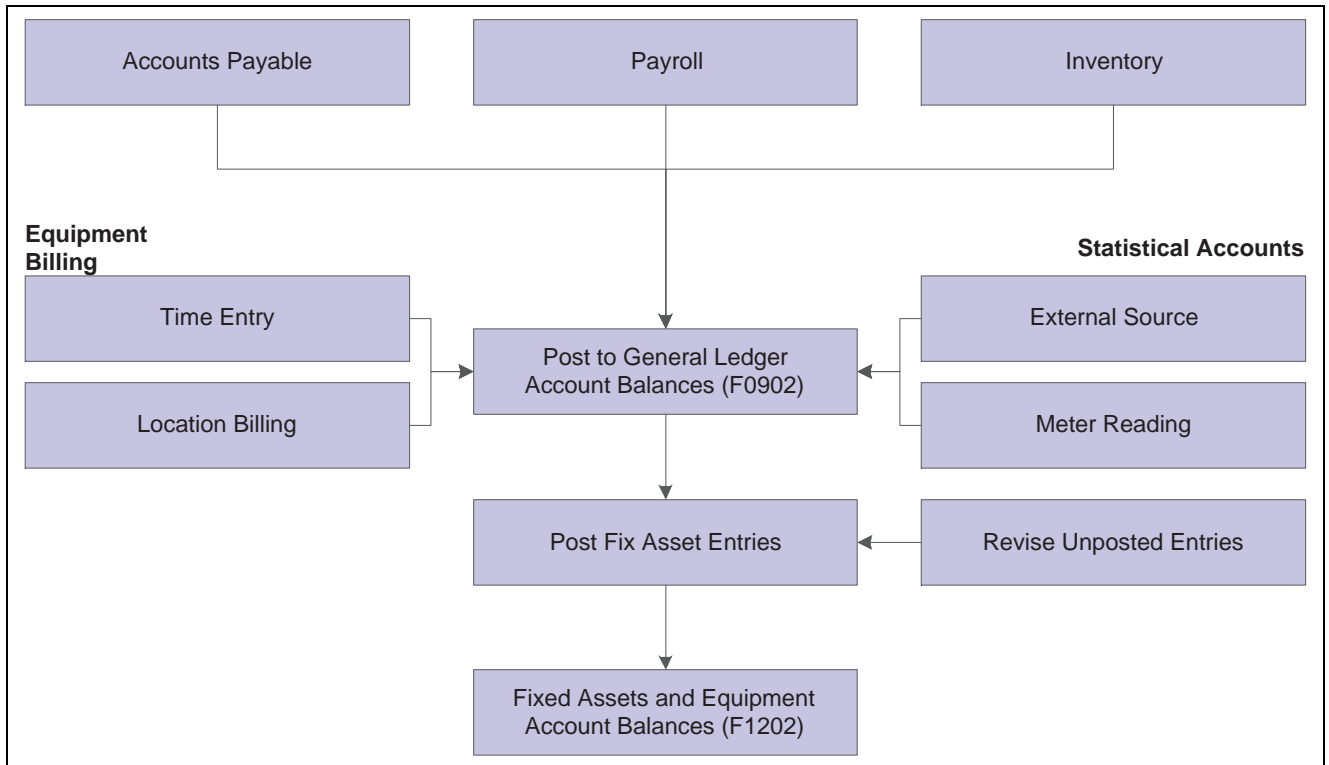 Accounts Payable
Payroll
Inventory
Equipment
Billing
Statistical Accounts
Time Entry
External Source
Post to General Ledger
Account Balances (F0902)
Location Billing
Meter Reading
Post Fix Asset Entries
Revise Unposted Entries
Fixed Assets and Equipment
Account Balances (F1202)